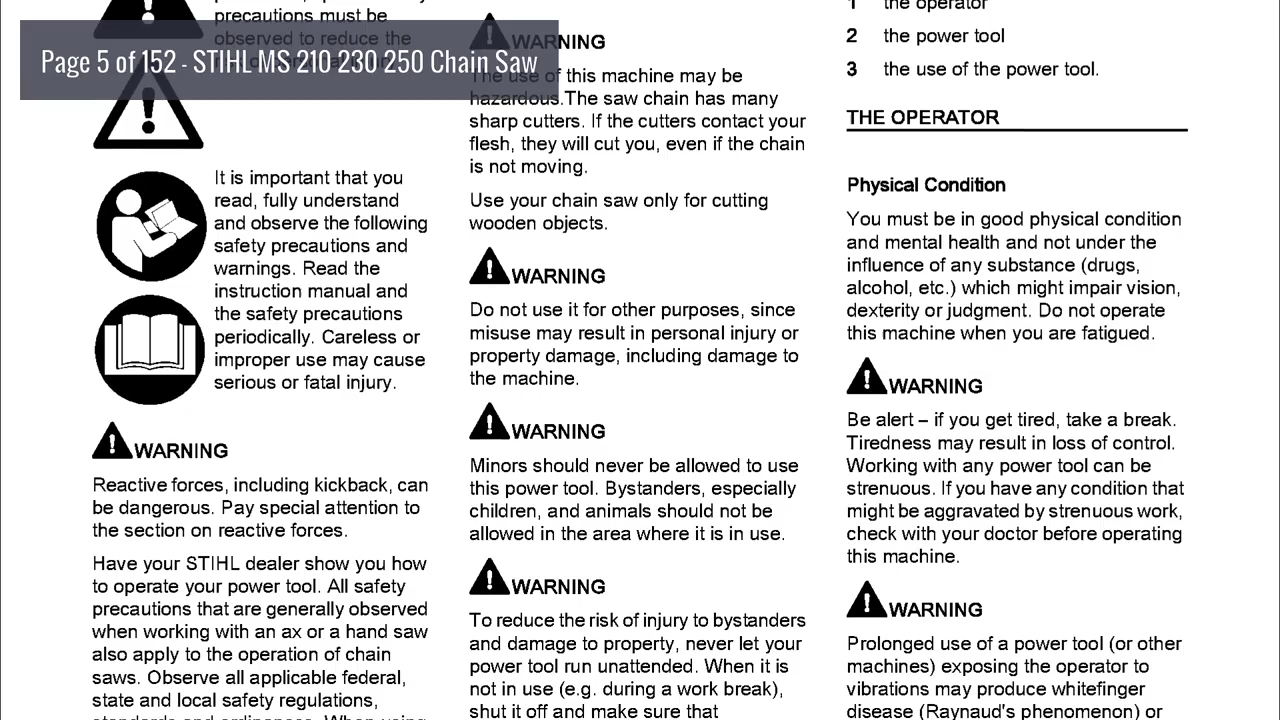 Page 5 of 152 - STIHL MS 210 230 250 Chain Saw
precautions must be
observed to reduce the
It is important that you
read, fully understand
and observe the following
safety precautions and
warnings. Read the
instruction manual and
the safety precautions
periodically. Careless or
improper use may cause
serious or fatal injury.
WARNING
Reactive forces, including kickback, can
be dangerous. Pay special attention to
the section on reactive forces.
Have your STIHL dealer show you how
to operate your power tool. All safety
precautions that are generally observed
when working with an ax or a hand saw
also apply to the operation of chain
saws. Observe all applicable federal,
state and local safety regulations,
standards and ordinances. When using
WARNING
The use of this machine may be
hazardous.The saw chain has many
sharp cutters. If the cutters contact your
flesh, they will cut you, even if the chain
is not moving.
Use your chain saw only for cutting
wooden objects.
WARNING
Do not use it for other purposes, since
misuse may result in personal injury or
property damage, including damage to
the machine.
WARNING
Minors should never be allowed to use
this power tool. Bystanders, especially
children, and animals should not be
allowed in the area where it is in use.
WARNING
To reduce the risk of injury to bystanders
and damage to property, never let your
power tool run unattended. When it is
not in use (e.g. during a work break),
shut it off and make sure that
1 the operator
2 the power tool
3 the use of the power tool.
THE OPERATOR
Physical Condition
You must be in good physical condition
and mental health and not under the
influence of any substance (drugs,
alcohol, etc.) which might impair vision,
dexterity or judgment. Do not operate
this machine when you are fatigued.
WARNING
Be alert – if you get tired, take a break.
Tiredness may result in loss of control.
Working with any power tool can be
strenuous. If you have any condition that
might be aggravated by strenuous work,
check with your doctor before operating
this machine.
WARNING
Prolonged use of a power tool (or other
machines) exposing the operator to
vibrations may produce whitefinger
disease (Raynaud's phenomenon) or